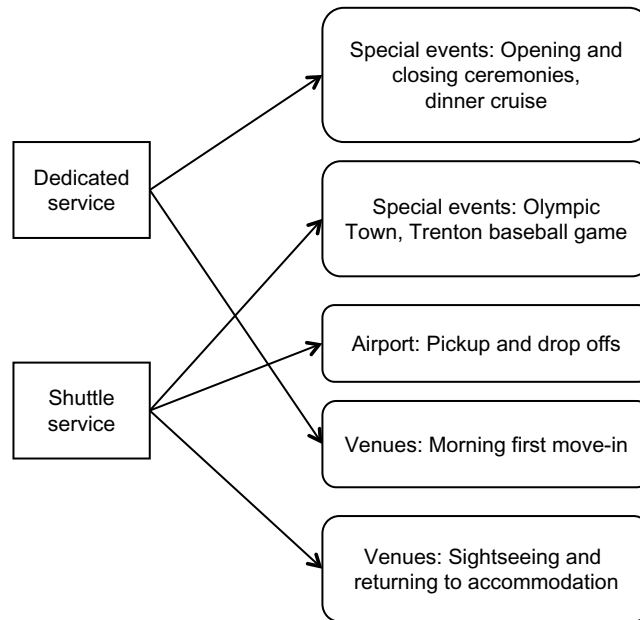 Special events: Opening and
closing ceremonies,
dinner cruise
Dedicated
service
Special events: Olympic
Town, Trenton baseball game
Airport: Pickup and drop offs
Shuttle
service
Venues: Morning first move-in
Venues: Sightseeing and
returning to accommodation